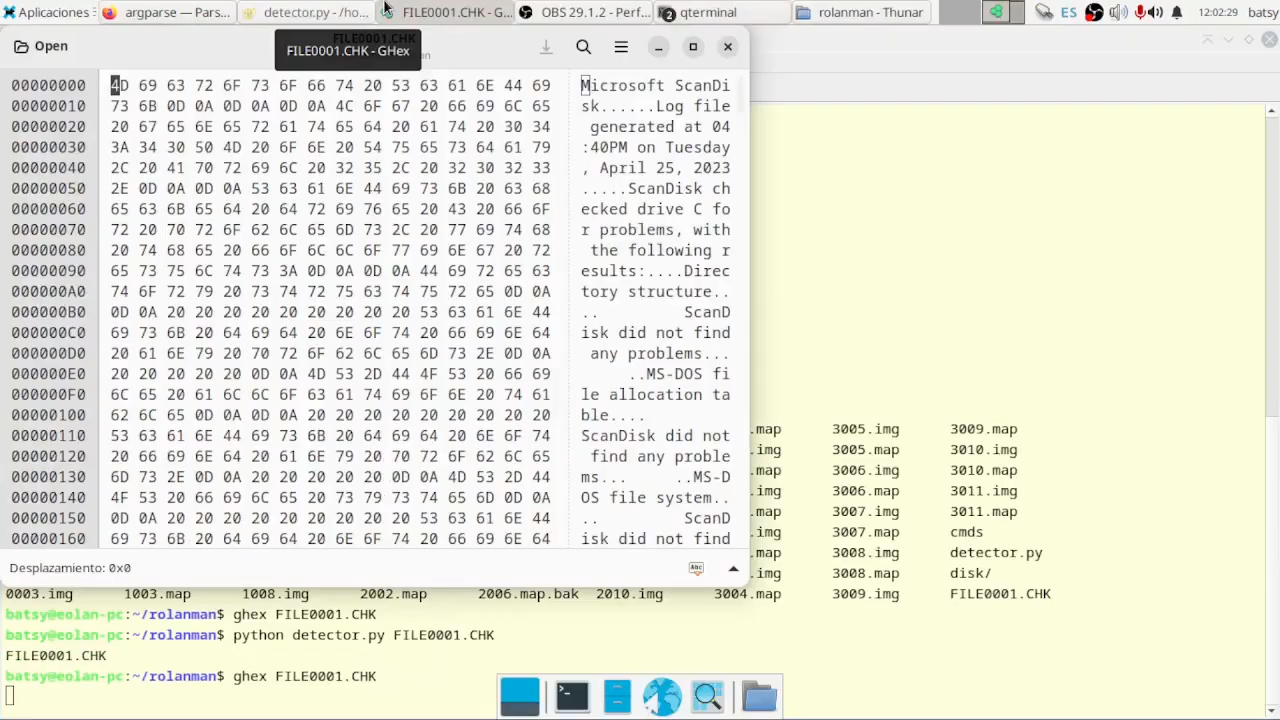 Aplicaciones
argparse — Pars...
detector.py - /ho...
FILE0001.CHK - G...
OBS 29.1.2 - Perf...
2
qterminal
rolanman - Thunar
ES
12:02:29
batsy
Open
FILE0001.CHK - GHex
00000000 4D 69 63 72 6F 73 6F 66 74 20 53 63 61 6E 44 69 Microsoft ScanDi
00000010 73 6B 0D 0A 0D 0A 0D 0A 4C 6F 67 20 66 69 6C 65 sk......Log file
00000020 20 67 65 6E 65 72 61 74 65 64 20 61 74 20 30 34 generated at 04
00000030 3A 34 30 50 4D 20 6F 6E 20 54 75 65 73 64 61 79 :40PM on Tuesday
00000040 2C 20 41 70 72 69 6C 20 32 35 2C 20 32 30 32 33 , April 25, 2023
00000050 2E 0D 0A 0D 0A 53 63 61 6E 44 69 73 6B 20 63 68 .....ScanDisk ch
00000060 65 63 6B 65 64 20 64 72 69 76 65 20 43 20 66 6F ecked drive C fo
00000070 72 20 70 72 6F 62 6C 65 6D 73 2C 20 77 69 74 68 r problems, with
00000080 20 74 68 65 20 66 6F 6C 6C 6F 77 69 6E 67 20 72 the following r
00000090 65 73 75 6C 74 73 3A 0D 0A 0D 0A 44 69 72 65 63 esults:....Direc
000000A0 74 6F 72 79 20 73 74 72 75 63 74 75 72 65 0D 0A tory structure..
000000B0 0D 0A 20 20 20 20 20 20 20 20 20 53 63 61 6E 44 .. ScanD
000000C0 69 73 6B 20 64 69 64 20 6E 6F 74 20 66 69 6E 64 isk did not find
000000D0 20 61 6E 79 20 70 72 6F 62 6C 65 6D 73 2E 0D 0A any problems...
000000E0 20 20 20 20 20 0D 0A 4D 53 2D 44 4F 53 20 66 69 ..MS-DOS fi
000000F0 6C 65 20 61 6C 6C 6F 63 61 74 69 6F 6E 20 74 61 le allocation ta
00000100 62 6C 65 0D 0A 0D 0A 20 20 20 20 20 20 20 20 20 ble....
00000110 53 63 61 6E 44 69 73 6B 20 64 69 64 20 6E 6F 74 ScanDisk did not
00000120 20 66 69 6E 64 20 61 6E 79 20 70 72 6F 62 6C 65 find any proble
00000130 6D 73 2E 0D 0A 20 20 20 20 20 0D 0A 4D 53 2D 44 ms... ..MS-D
00000140 4F 53 20 66 69 6C 65 20 73 79 73 74 65 6D 0D 0A OS file system..
00000150 0D 0A 20 20 20 20 20 20 20 20 20 53 63 61 6E 44 .. ScanD
00000160 69 73 6B 20 64 69 64 20 6E 6F 74 20 66 69 6E 64 isk did not find
Desplazamiento: 0x0
Abc
.map 3005.img 3009.map
.img 3005.map 3010.img
.map 3006.img 3010.map
.img 3006.map 3011.img
.map 3007.img 3011.map
.img 3007.map cmds
.map 3008.img detector.py
.img 3008.map disk/
0003.img 1003.map 1008.img 2002.map 2006.map.bak 2010.img 3004.map 3009.img FILE0001.CHK
batsy@eolan-pc:~/rolanman$ ghex FILE0001.CHK
batsy@eolan-pc:~/rolanman$ python detector.py FILE0001.CHK
FILE0001.CHK
batsy@eolan-pc:~/rolanman$ ghex FILE0001.CHK